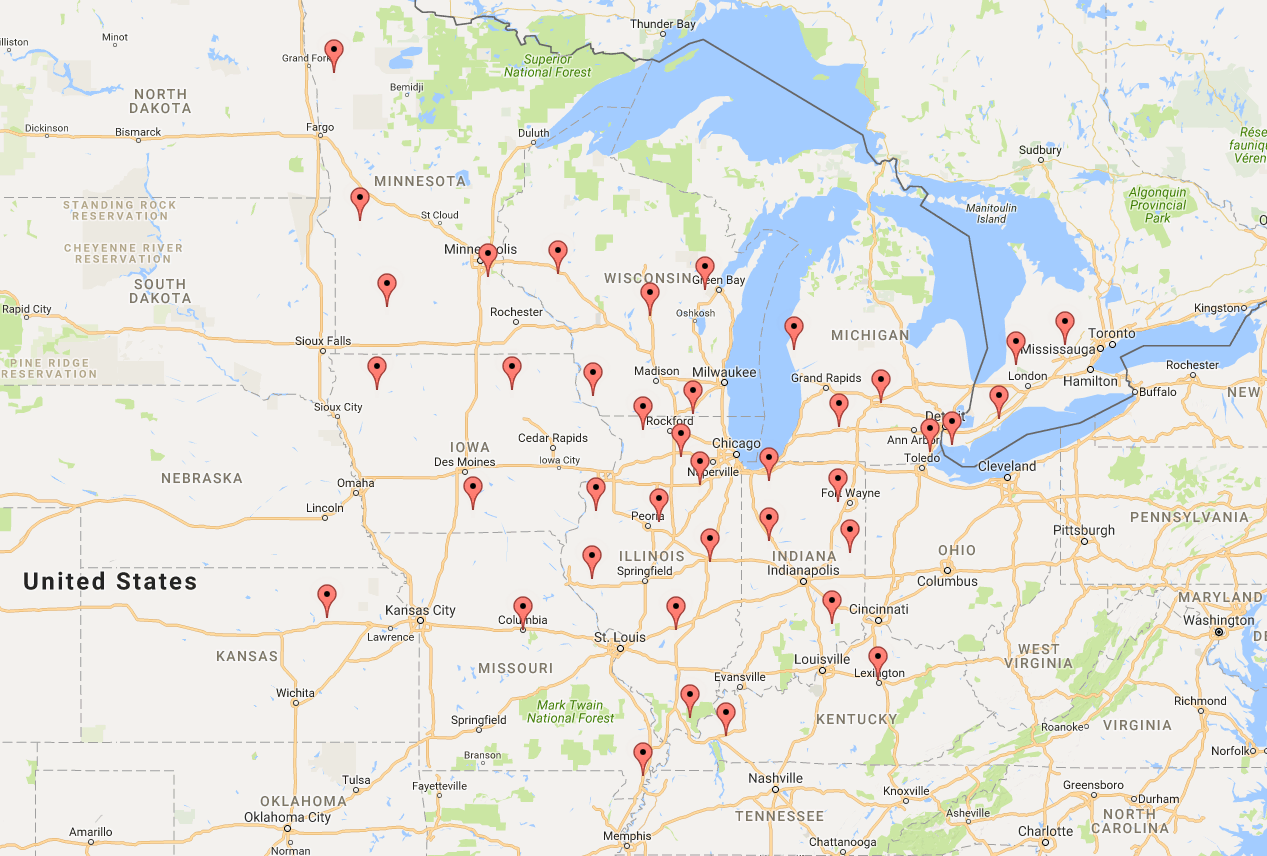 Thunder Bay
Minot
lliston
Grand Fork
Superior
National Forest
Bemidji
NORTH
DAKOTA
Dickinson
Bismarck
Fargo
Duluth
Sudbury
Rése
fauniqu
Véren
MINNESOTA
Algonquin
Provincial
Park
STANDING ROCK
RESERVATION
St Cloud
Manitoulin
Island
CHEYENNE RIVER
RESERVATION
Minneapolis
WISCONSIN
Green Bay
SOUTH
DAKOTA
Rapid City
Rochester
Oshkosh
Kingston
Sioux Falls
MICHIGAN
Toronto
Mississauga
PINE RIDGE
RESERVATION
Madison
Milwaukee
Grand Rapids
London
Hamilton
Rochester
Buffalo
NEW
Sioux City
Rockford
Detroit
Ann Arbor
IOWA
Cedar Rapids
Chicago
Des Moines
Iowa City
Naperville
Toledo
Cleveland
NEBRASKA
Omaha
Fort Wayne
Lincoln
Peoria
Pittsburgh
PENNSYLVANIA
ILLINOIS
INDIANA
OHIO
Springfield
Indianapolis
Columbus
United States
MARYLAND
Kansas City
Columbia
Cincinnati
Washington
Lawrence
St. Louis
DE
KANSAS
MISSOURI
Louisville
Lexington
WEST
VIRGINIA
Evansville
Wichita
Mark Twain
National Forest
Richmond
Springfield
KENTUCKY
Roanoke
VIRGINIA
Branson
Norfolk
Tulsa
Fayetteville
Nashville
Knoxville
Greensboro
Durham
OKLAHOMA
Oklahoma City
TENNESSEE
Asheville
NORTH
CAROLINA
Amarillo
Memphis
Charlotte
Norman
Chattanooga